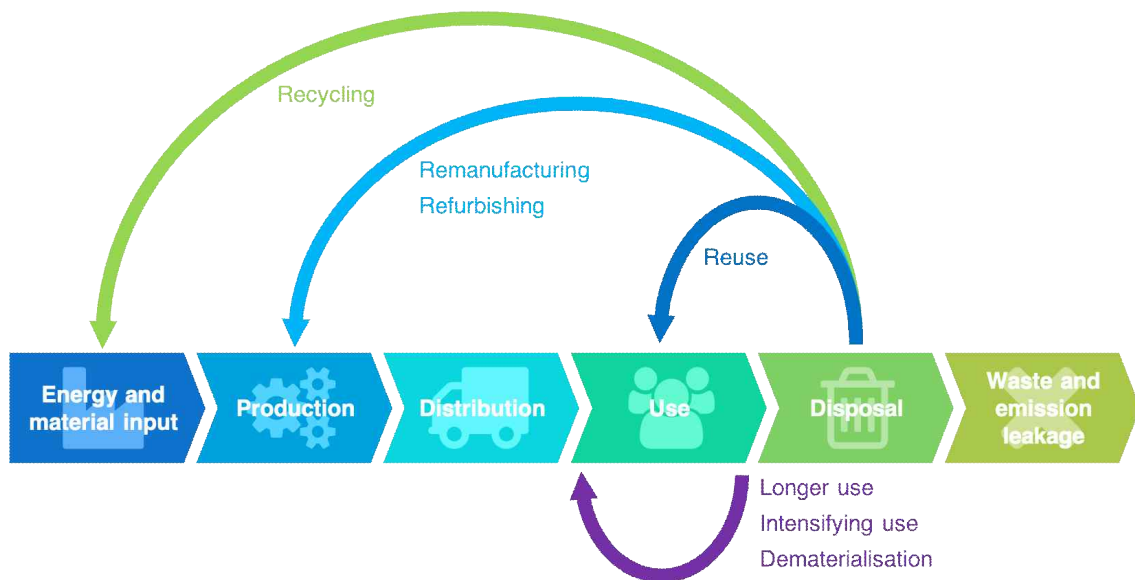 Recycling
Remanufacturing
Refurbishing
Reuse
Energy and
material input
Production
Distribution
Use
Disposal
Waste and
emission
leakage
Longer use
Intensifying use
Dematerialisation